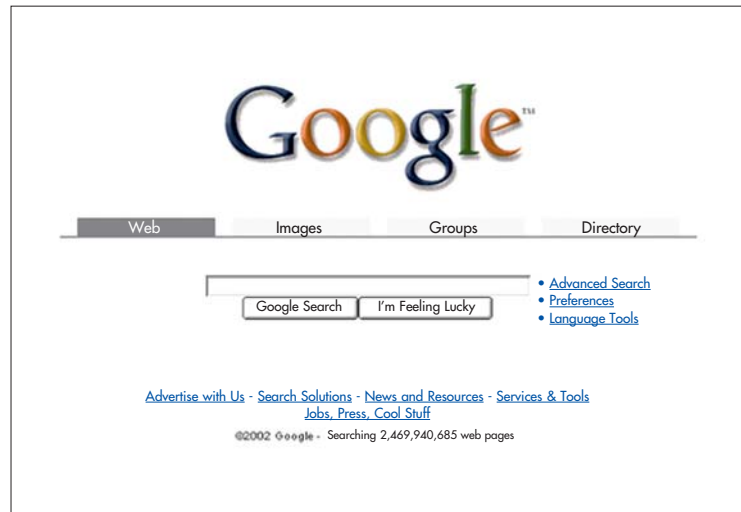 Google™
Web Images Groups Directory
• Advanced Search
Google Search I'm Feeling Lucky • Preferences
• Language Tools
Advertise with Us - Search Solutions - News and Resources - Services & Tools
Jobs, Press, Cool Stuff
©2002 Google - Searching 2,469,940,685 web pages